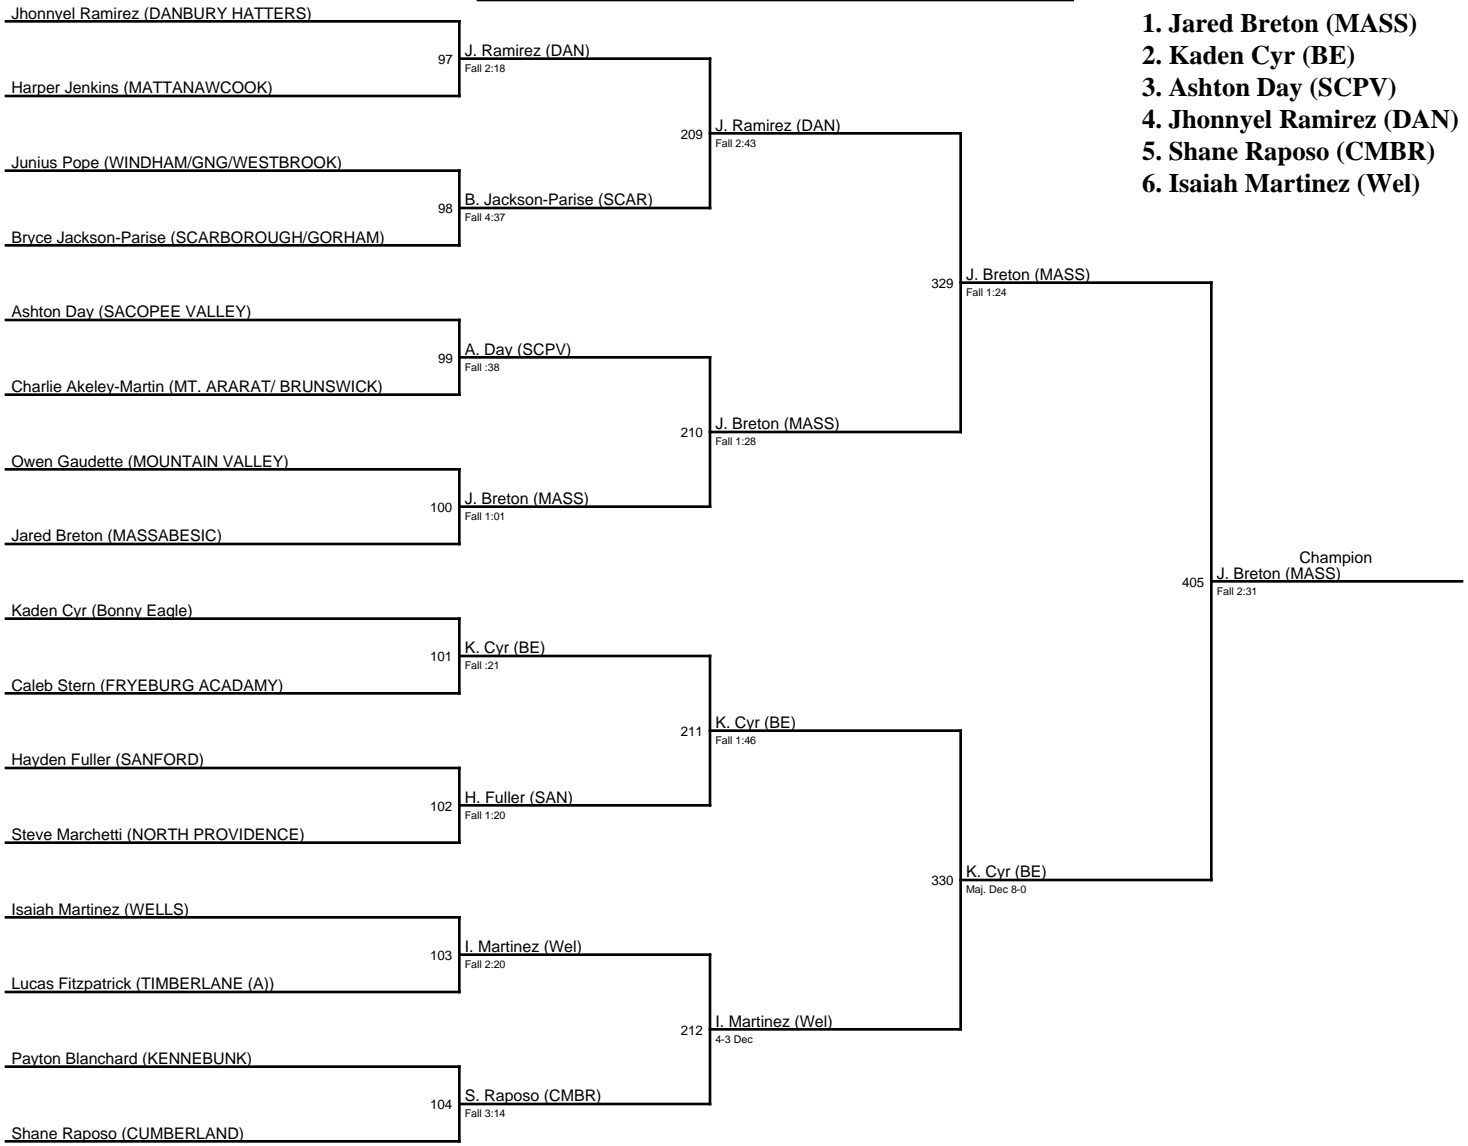 Jhonnyel Ramirez (DANBURY HATTERS)
97
J. Ramirez (DAN)
Fall 2:18
Harper Jenkins (MATTANAWCOOK)
209
J. Ramirez (DAN)
Fall 2:43
Junius Pope (WINDHAM/GNG/WESTBROOK)
98
B. Jackson-Parise (SCAR)
Fall 4:37
Bryce Jackson-Parise (SCARBOROUGH/GORHAM)
329
J. Breton (MASS)
Fall 1:24
Ashton Day (SACOPEE VALLEY)
99
A. Day (SCPV)
Fall :38
Charlie Akeley-Martin (MT. ARARAT/ BRUNSWICK)
210
J. Breton (MASS)
Fall 1:28
Owen Gaudette (MOUNTAIN VALLEY)
100
J. Breton (MASS)
Fall 1:01
Jared Breton (MASSABESIC)
Champion
405
J. Breton (MASS)
Fall 2:31
Kaden Cyr (Bonny Eagle)
101
K. Cyr (BE)
Fall :21
Caleb Stern (FRYEBURG ACADAMY)
211
K. Cyr (BE)
Fall 1:46
Hayden Fuller (SANFORD)
102
H. Fuller (SAN)
Fall 1:20
Steve Marchetti (NORTH PROVIDENCE)
330
K. Cyr (BE)
Maj. Dec 8-0
Isaiah Martinez (WELLS)
103
I. Martinez (Wel)
Fall 2:20
Lucas Fitzpatrick (TIMBERLANE (A))
212
I. Martinez (Wel)
4-3 Dec
Payton Blanchard (KENNEBUNK)
104
S. Raposo (CMBR)
Fall 3:14
Shane Raposo (CUMBERLAND)
1. Jared Breton (MASS)
2. Kaden Cyr (BE)
3. Ashton Day (SCPV)
4. Jhonnyel Ramirez (DAN)
5. Shane Raposo (CMBR)
6. Isaiah Martinez (Wel)